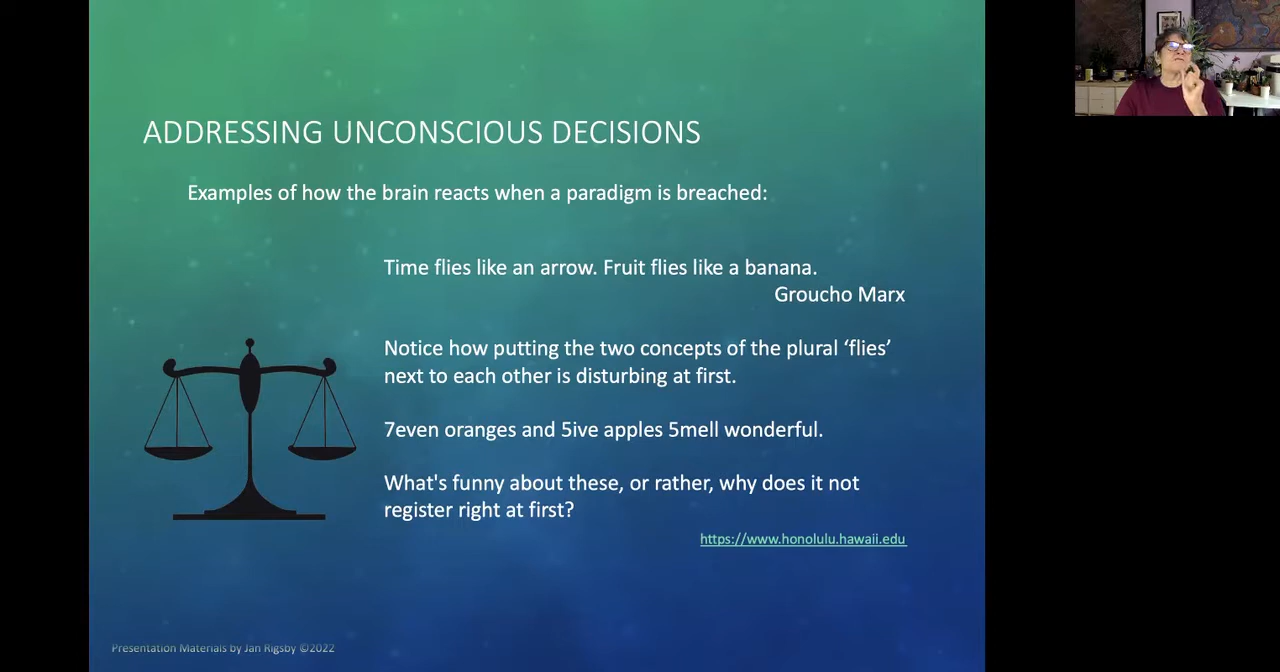 ADDRESSING UNCONSCIOUS DECISIONS
Examples of how the brain reacts when a paradigm is breached:
Time flies like an arrow. Fruit flies like a banana.
Groucho Marx
Notice how putting the two concepts of the plural ‘flies’
next to each other is disturbing at first.
7even oranges and 5ive apples 5mell wonderful.
What's funny about these, or rather, why does it not
register right at first?
https://www.honolulu.hawaii.edu
Presentation Materials by Jan Rigsby ©2022